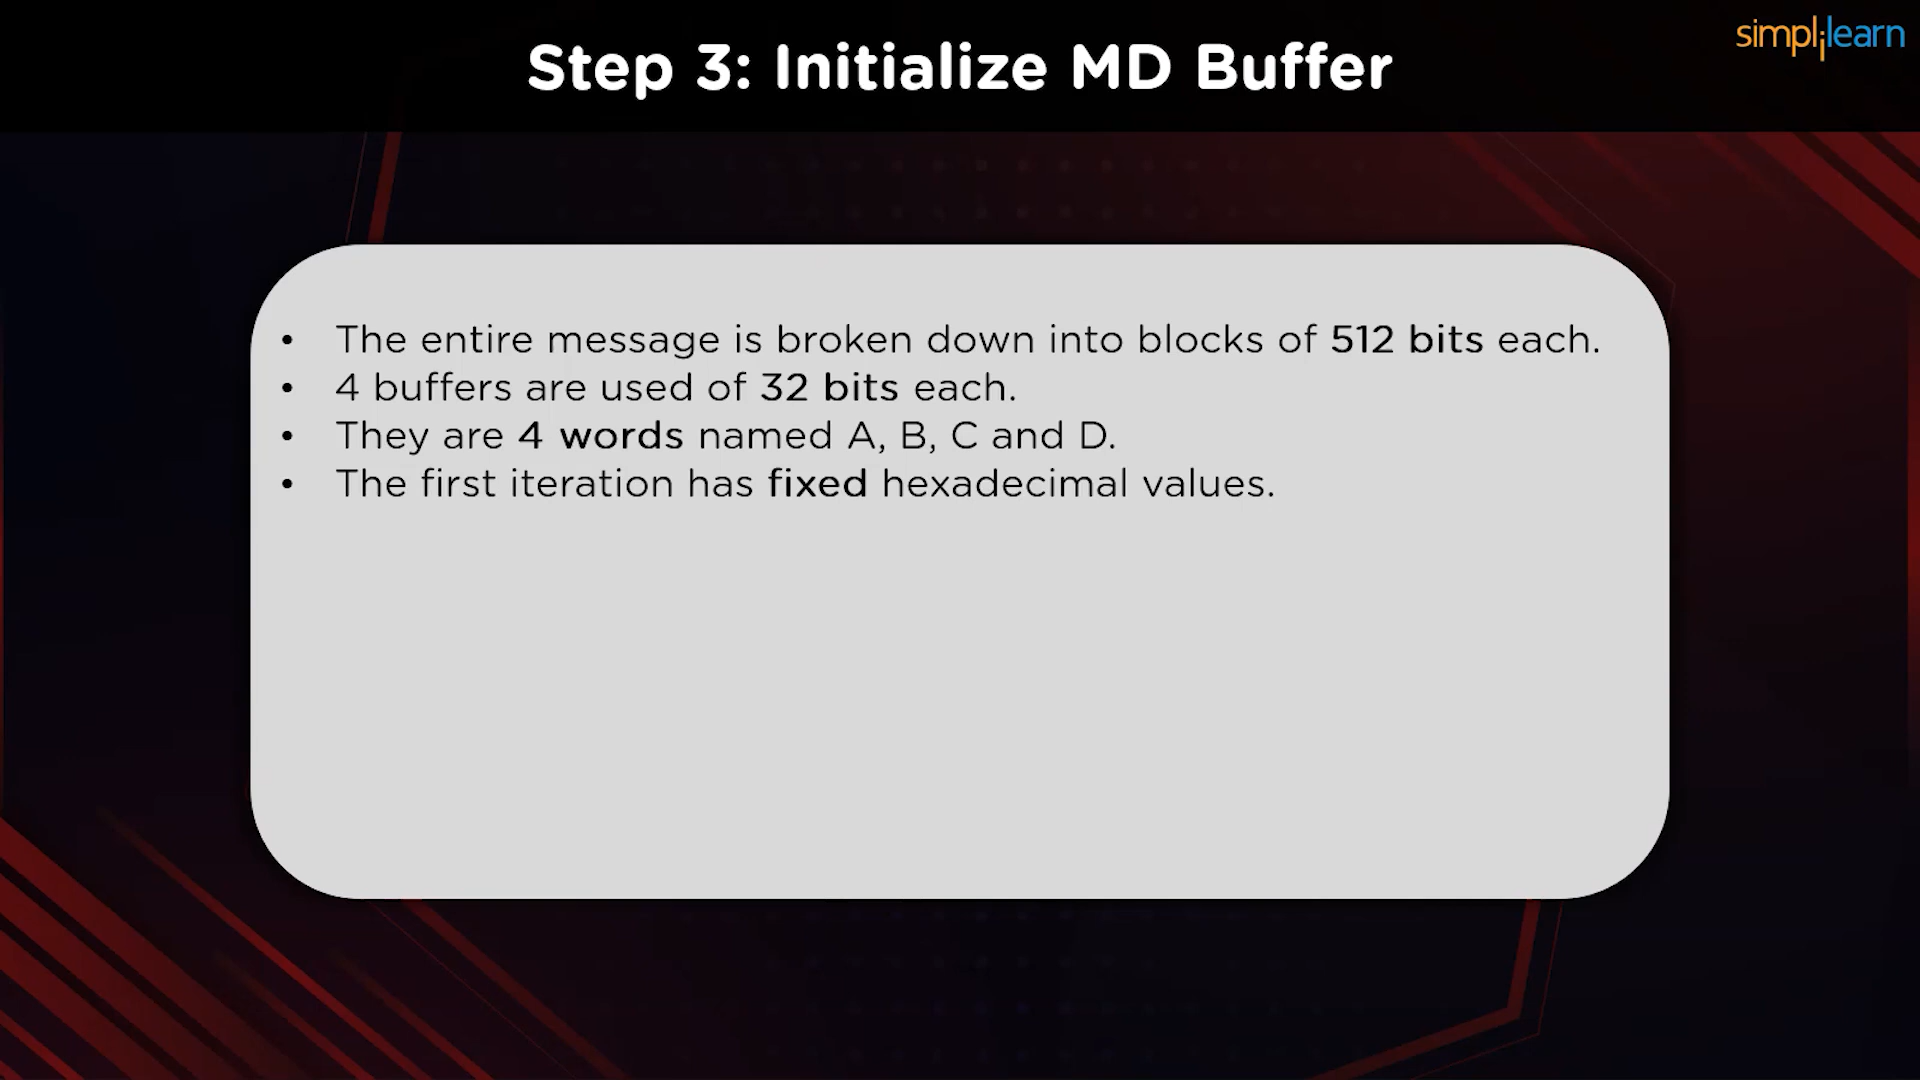 Step 3: Initialize MD Buffer
simplilearn
• The entire message is broken down into blocks of 512 bits each.
• 4 buffers are used of 32 bits each.
• They are 4 words named A, B, C and D.
• The first iteration has fixed hexadecimal values.